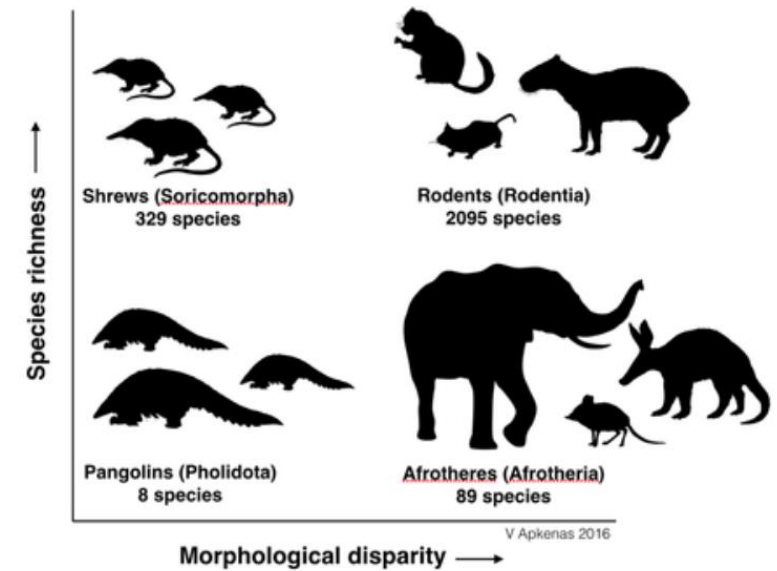 Species richness
Shrews (Soricomorpha)
329 species
Rodents (Rodentia)
2095 species
Pangolins (Pholidota)
8 species
Afrotheres (Afrotheria)
89 species
V Apkenas 2016
Morphological disparity